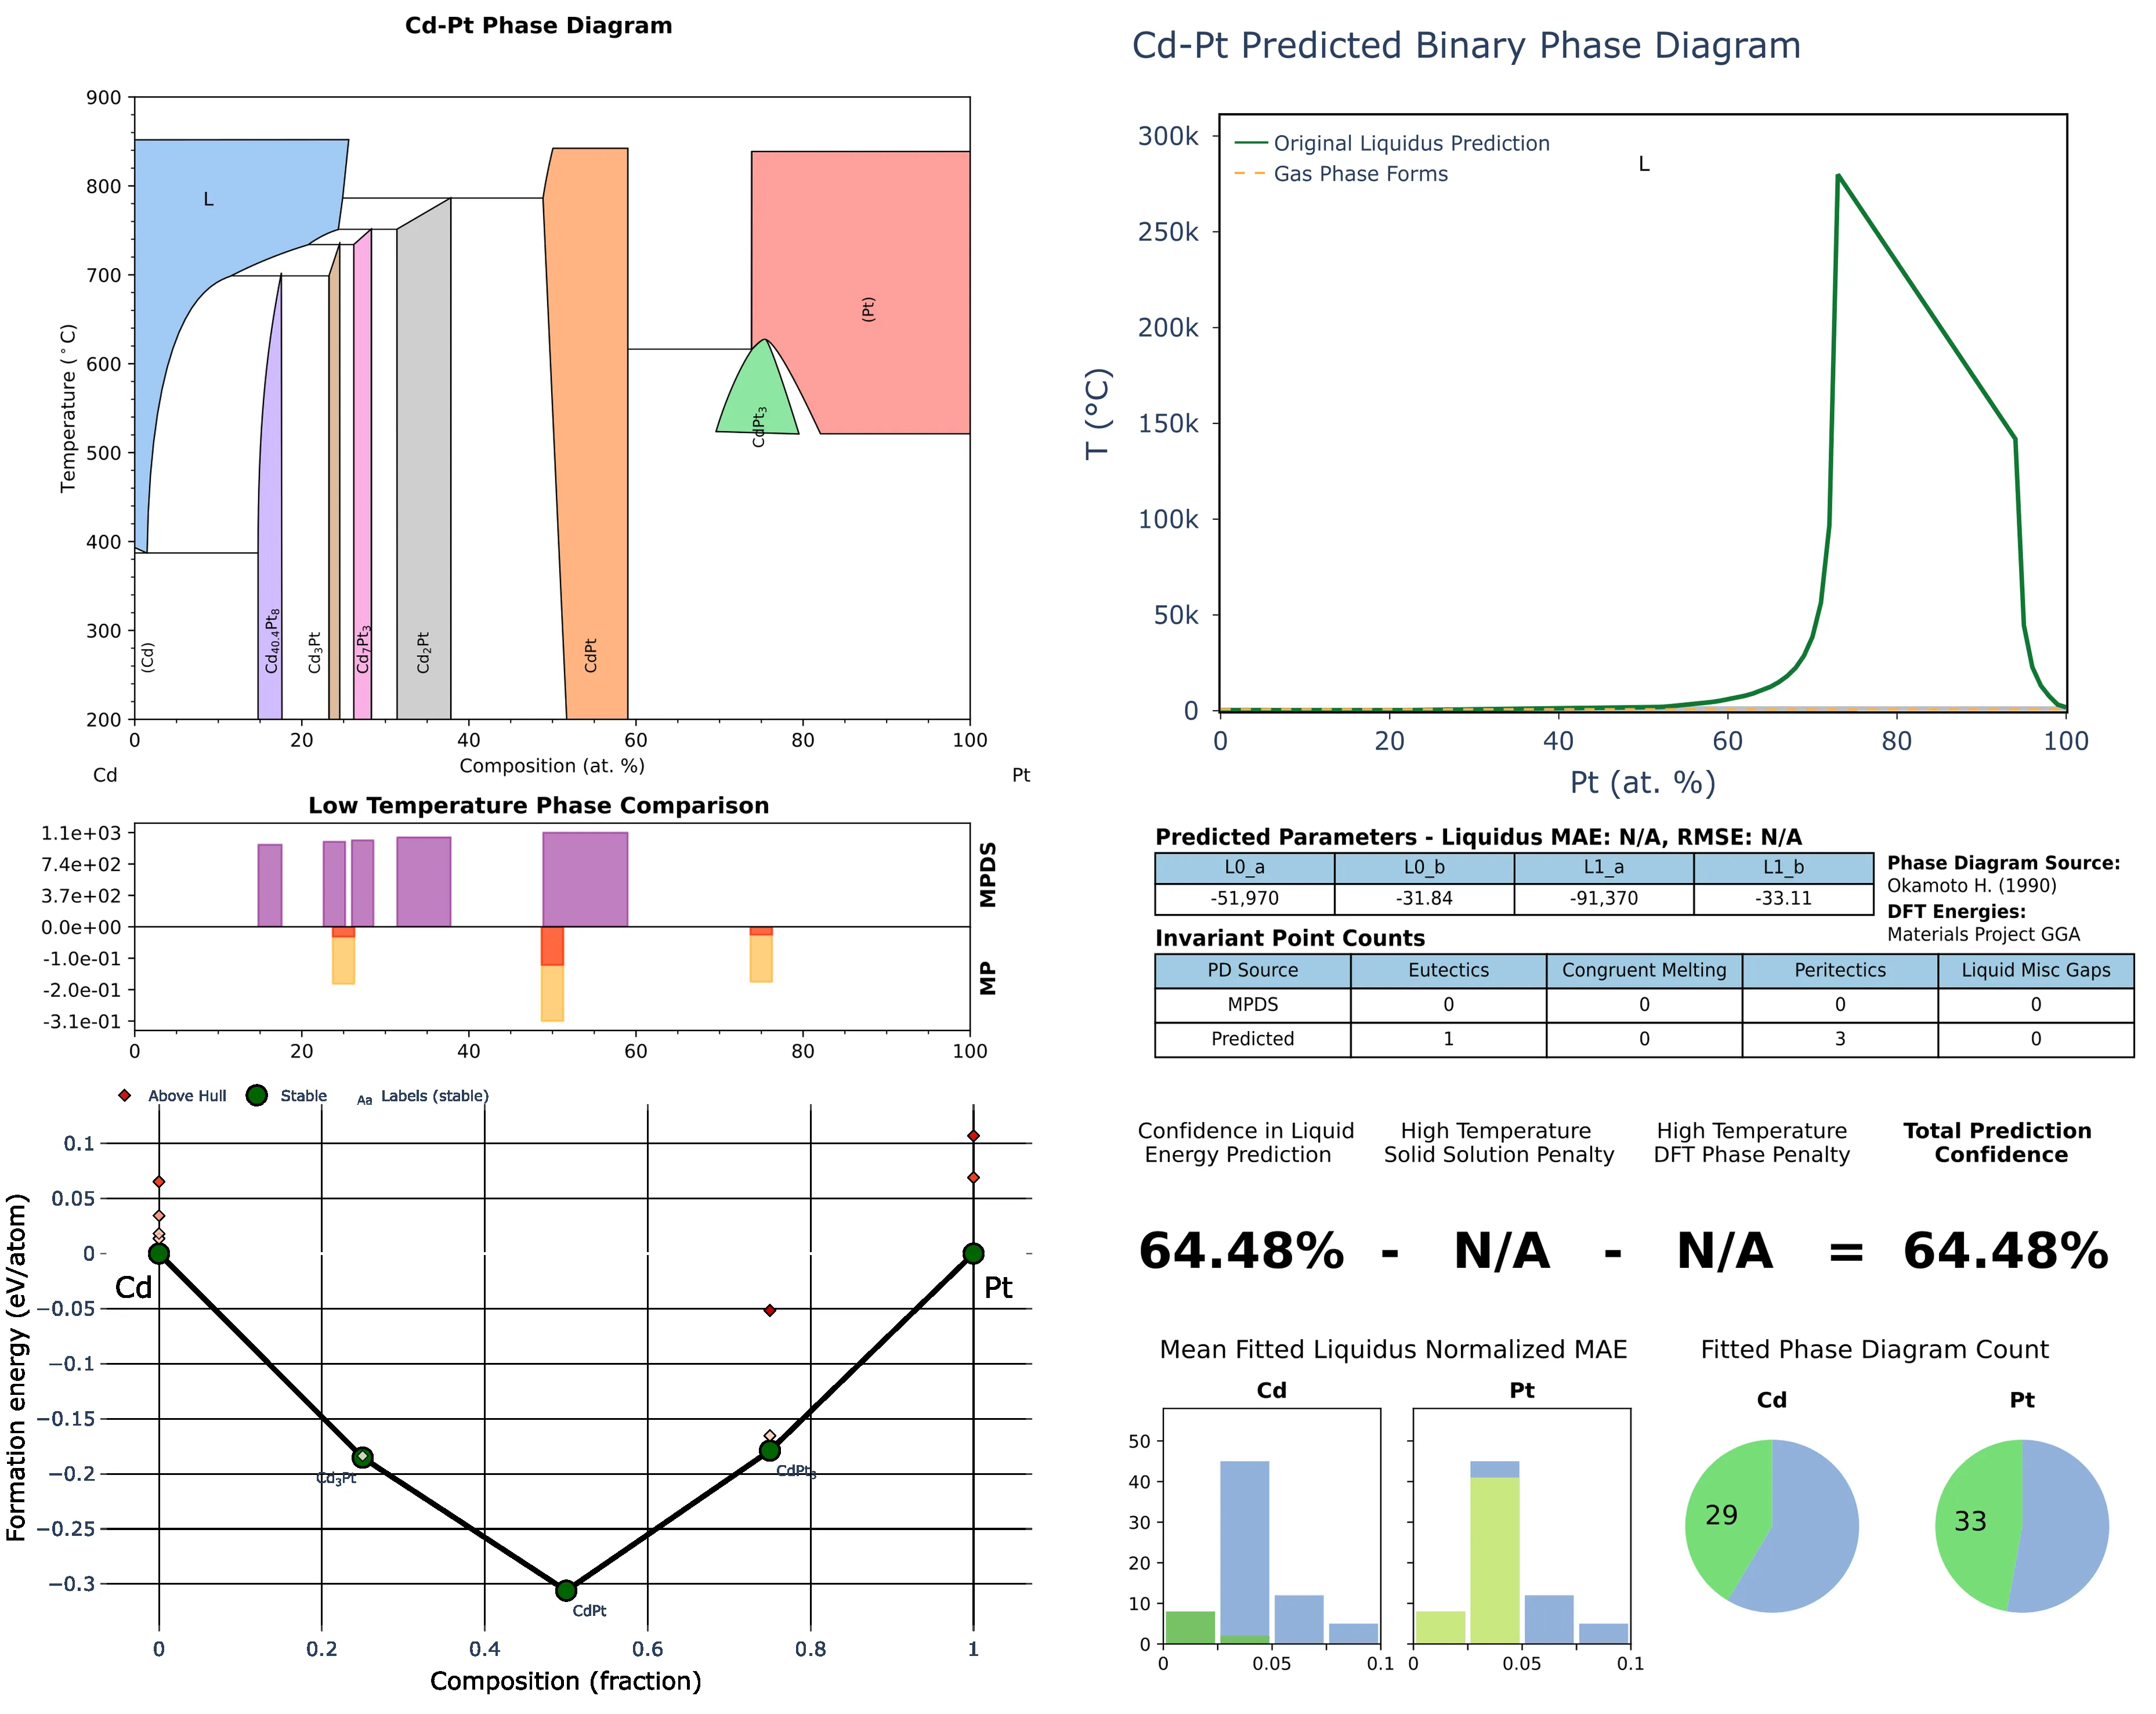 Cd-Pt Phase Diagram
900
800
700
600
500
400
300
200
Temperature (°C)
L
(Cd)
Cd40.4Pt8
Cd3Pt
Cd7Pt3
Cd2Pt
CdPt
CdPt3
(Pt)
0 20 40 60 80 100
Composition (at. %)
Cd Pt
Low Temperature Phase Comparison
1.1e+03
7.4e+02
3.7e+02
0.0e+00
-1.0e-01
-2.0e-01
-3.1e-01
MPDS
MP
0 20 40 60 80 100
Above Hull Stable Aa Labels (stable)
0.1
0.05
0
−0.05
−0.1
−0.15
−0.2
−0.25
−0.3
Formation energy (eV/atom)
Cd
Pt
Cd3Pt
CdPt3
CdPt
0 0.2 0.4 0.6 0.8 1
Composition (fraction)
Cd-Pt Predicted Binary Phase Diagram
300k
250k
200k
150k
100k
50k
0
T (°C)
Original Liquidus Prediction
Gas Phase Forms
L
0 20 40 60 80 100
Pt (at. %)
Predicted Parameters - Liquidus MAE: N/A, RMSE: N/A
L0_a L0_b L1_a L1_b
-51,970 -31.84 -91,370 -33.11
Phase Diagram Source:
Okamoto H. (1990)
DFT Energies:
Materials Project GGA
Invariant Point Counts
PD Source Eutectics Congruent Melting Peritectics Liquid Misc Gaps
MPDS 0 0 0 0
Predicted 1 0 3 0
Confidence in Liquid
Energy Prediction
High Temperature
Solid Solution Penalty
High Temperature
DFT Phase Penalty
Total Prediction
Confidence
64.48% - N/A - N/A = 64.48%
Mean Fitted Liquidus Normalized MAE
Cd Pt
50
40
30
20
10
0
0 0.05 0.1 0 0.05 0.1
Fitted Phase Diagram Count
Cd Pt
29 33